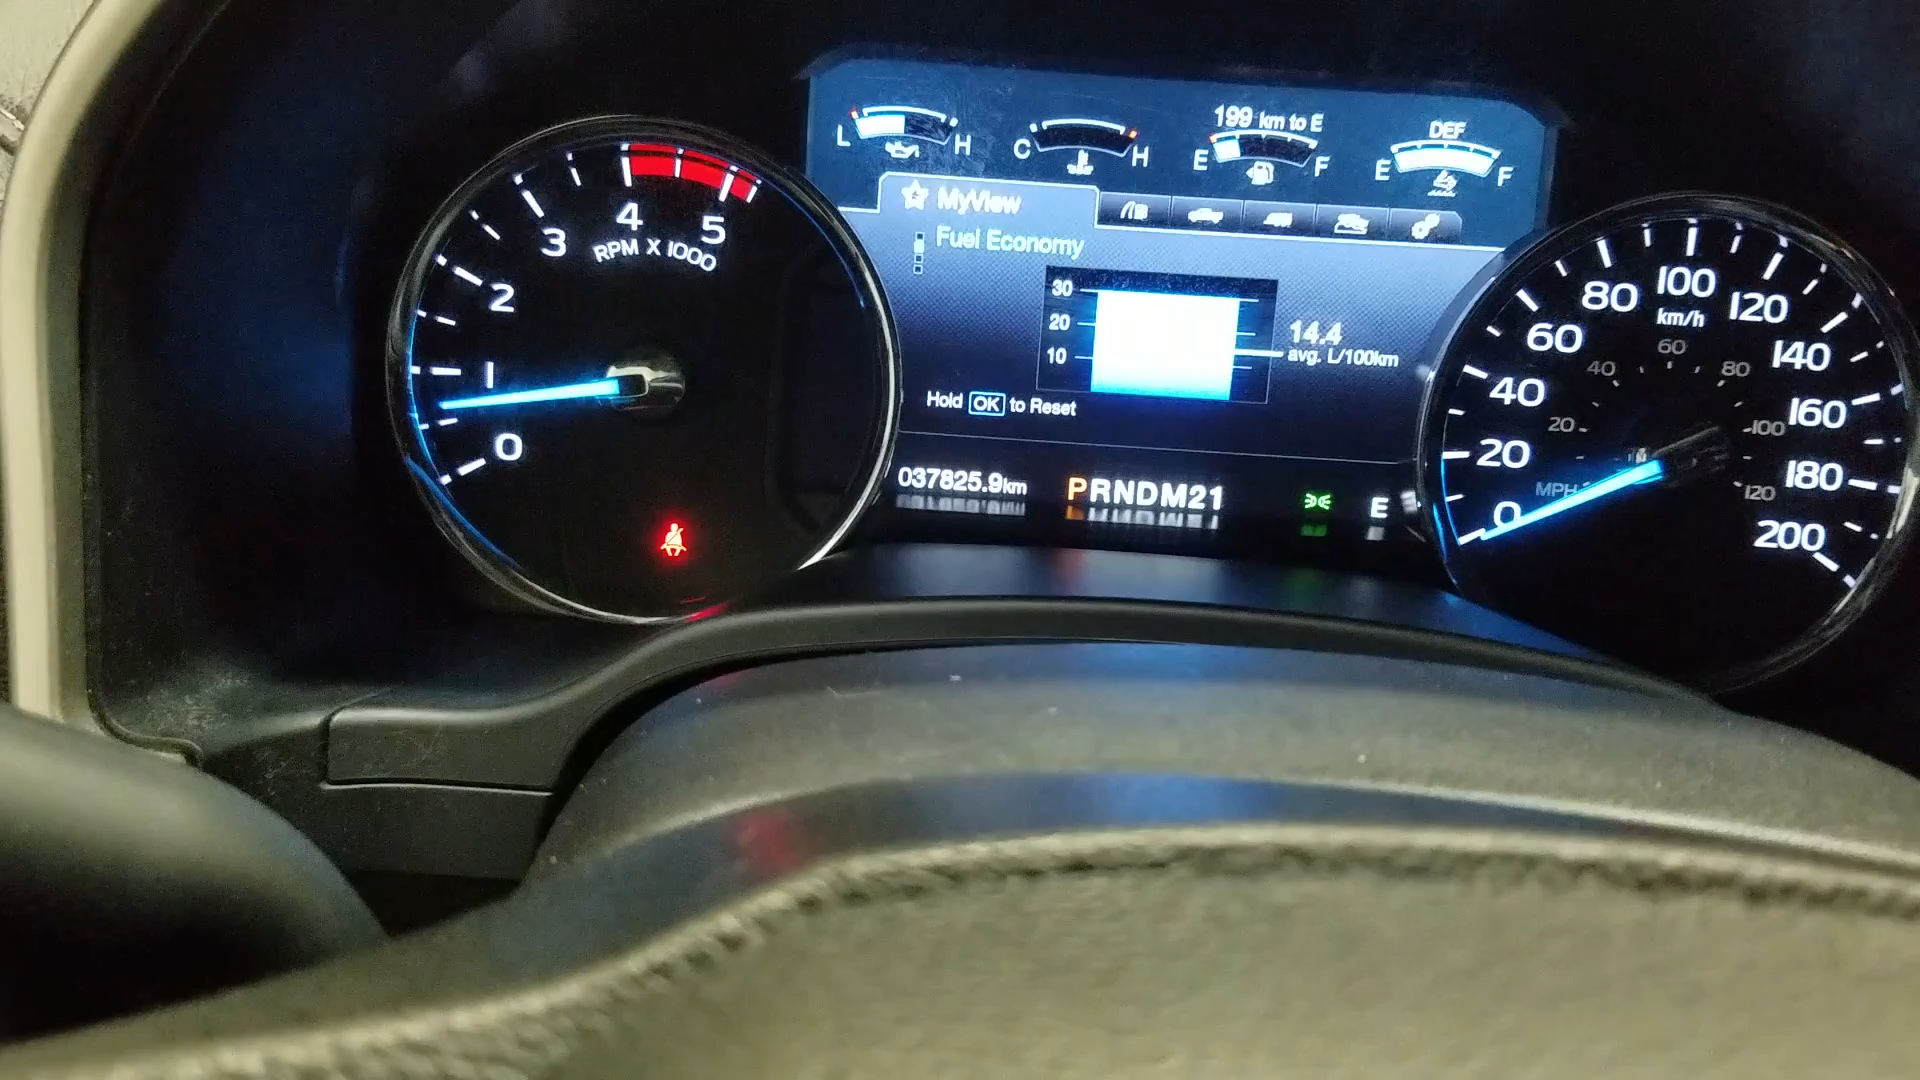 199 km to E
L H
C H
E F
DEF
E F
MyView
Fuel Economy
30
20
10
14.4
avg. L/100km
Hold OK to Reset
037825.9km
PRNDM21
E
0
1
2
3
4
5
RPM X 1000
0
20
40
60
80
100
120
140
160
180
200
km/h
MPH
20
40
60
80
100
120